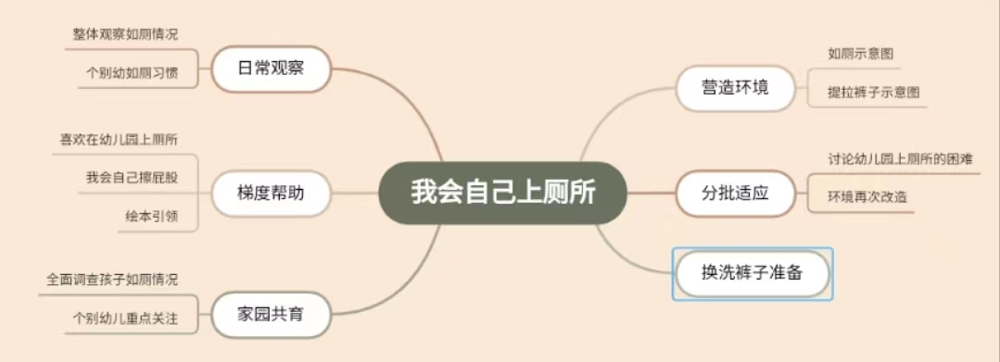 我会自己上厕所
日常观察
整体观察如厕情况
个别幼如厕习惯
梯度帮助
喜欢在幼儿园上厕所
我会自己擦屁股
绘本引领
家园共育
全面调查孩子如厕情况
个别幼儿重点关注
营造环境
如厕示意图
提拉裤子示意图
分批适应
讨论幼儿园上厕所的困难
环境再次改造
换洗裤子准备